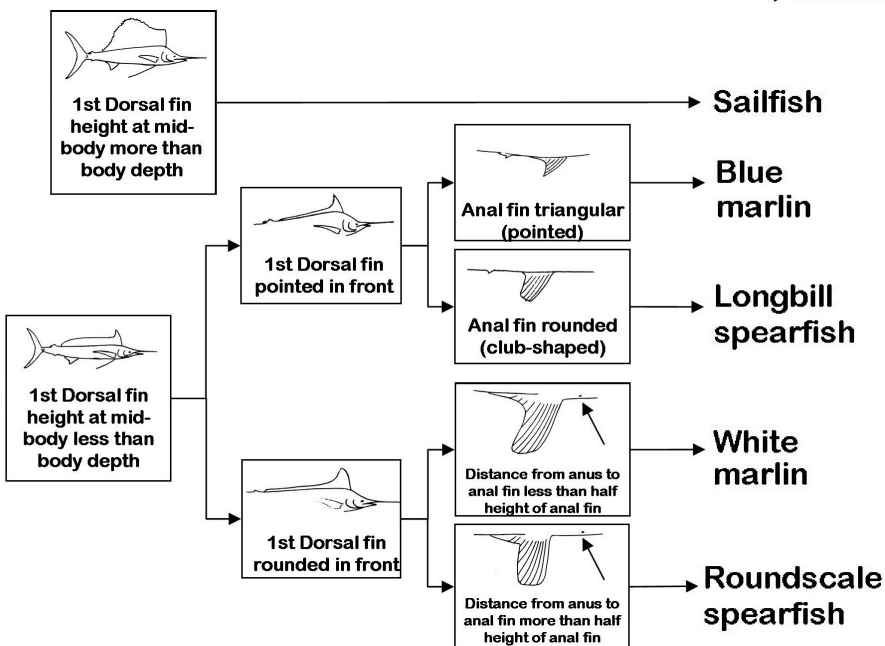 1st Dorsal fin
height at mid-
body more than
body depth
Sailfish
1st Dorsal fin
height at mid-
body less than
body depth
1st Dorsal fin
pointed in front
Anal fin triangular
(pointed)
Blue
marlin
Anal fin rounded
(club-shaped)
Longbill
spearfish
1st Dorsal fin
rounded in front
Distance from anus to
anal fin less than half
height of anal fin
White
marlin
Distance from anus to
anal fin more than half
height of anal fin
Roundscale
spearfish